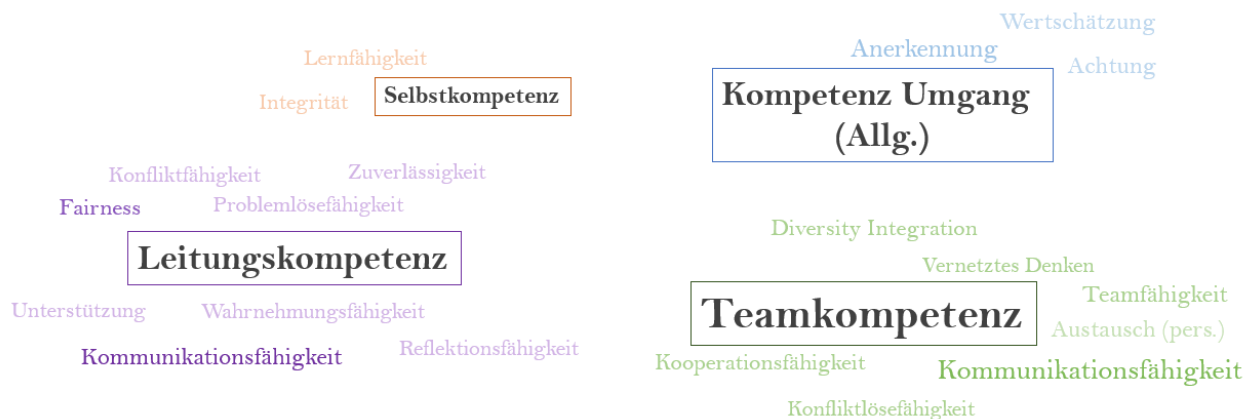 Lernfähigkeit
Integrität
Selbstkompetenz
Wertschätzung
Anerkennung
Achtung
Kompetenz Umgang
(Allg.)
Konfliktfähigkeit
Zuverlässigkeit
Fairness
Problemlösefähigkeit
Leitungskompetenz
Unterstützung
Wahrnehmungsfähigkeit
Kommunikationsfähigkeit
Reflektionsfähigkeit
Diversity Integration
Vernetztes Denken
Teamkompetenz
Teamfähigkeit
Austausch (pers.)
Kooperationsfähigkeit
Kommunikationsfähigkeit
Konfliktlösefähigkeit